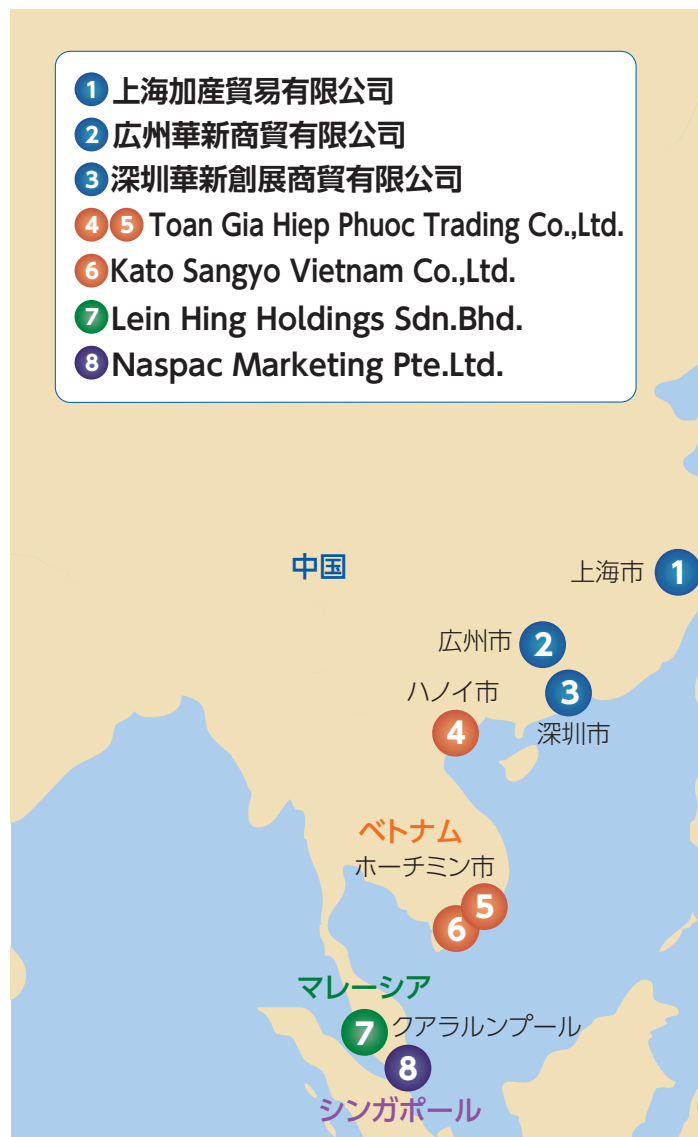 1 上海加産貿易有限公司
2 広州華新商貿有限公司
3 深圳華新創展商貿有限公司
4 5 Toan Gia Hiep Phuoc Trading Co.,Ltd.
6 Kato Sangyo Vietnam Co.,Ltd.
7 Lein Hing Holdings Sdn.Bhd.
8 Naspac Marketing Pte.Ltd.
中国
上海市 1
広州市 2
ハノイ市
3
4
深圳市
ベトナム
ホーチミン市
5
6
マレーシア
7 クアラルンプール
8
シンガポール